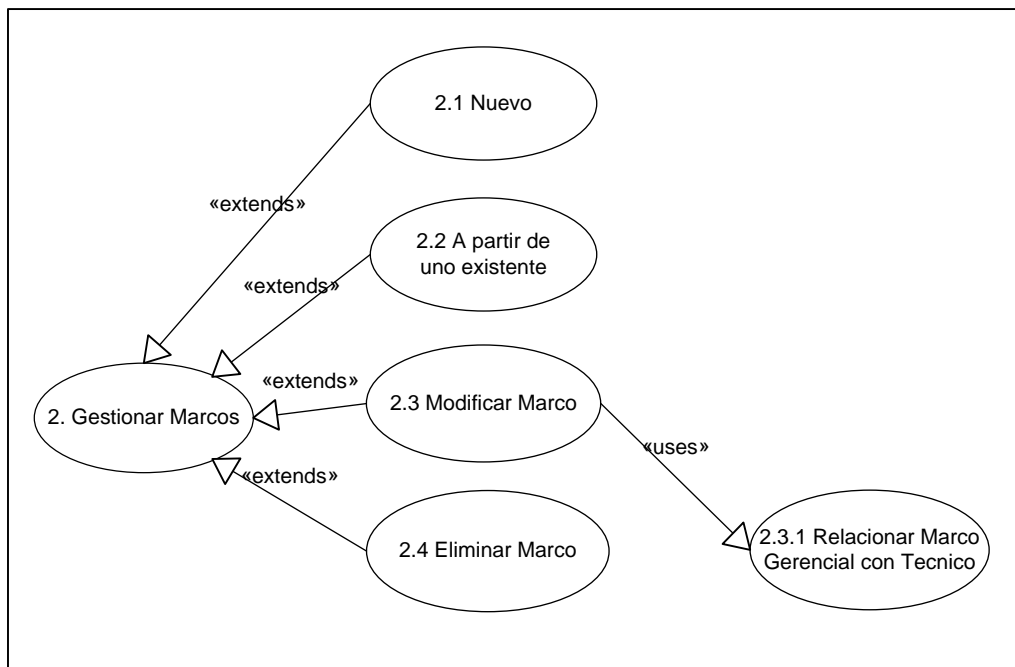 2.1 Nuevo
«extends»
2.2 A partir de
uno existente
«extends»
«extends»
2. Gestionar Marcos
2.3 Modificar Marco
«uses»
«extends»
2.4 Eliminar Marco
2.3.1 Relacionar Marco
Gerencial con Tecnico